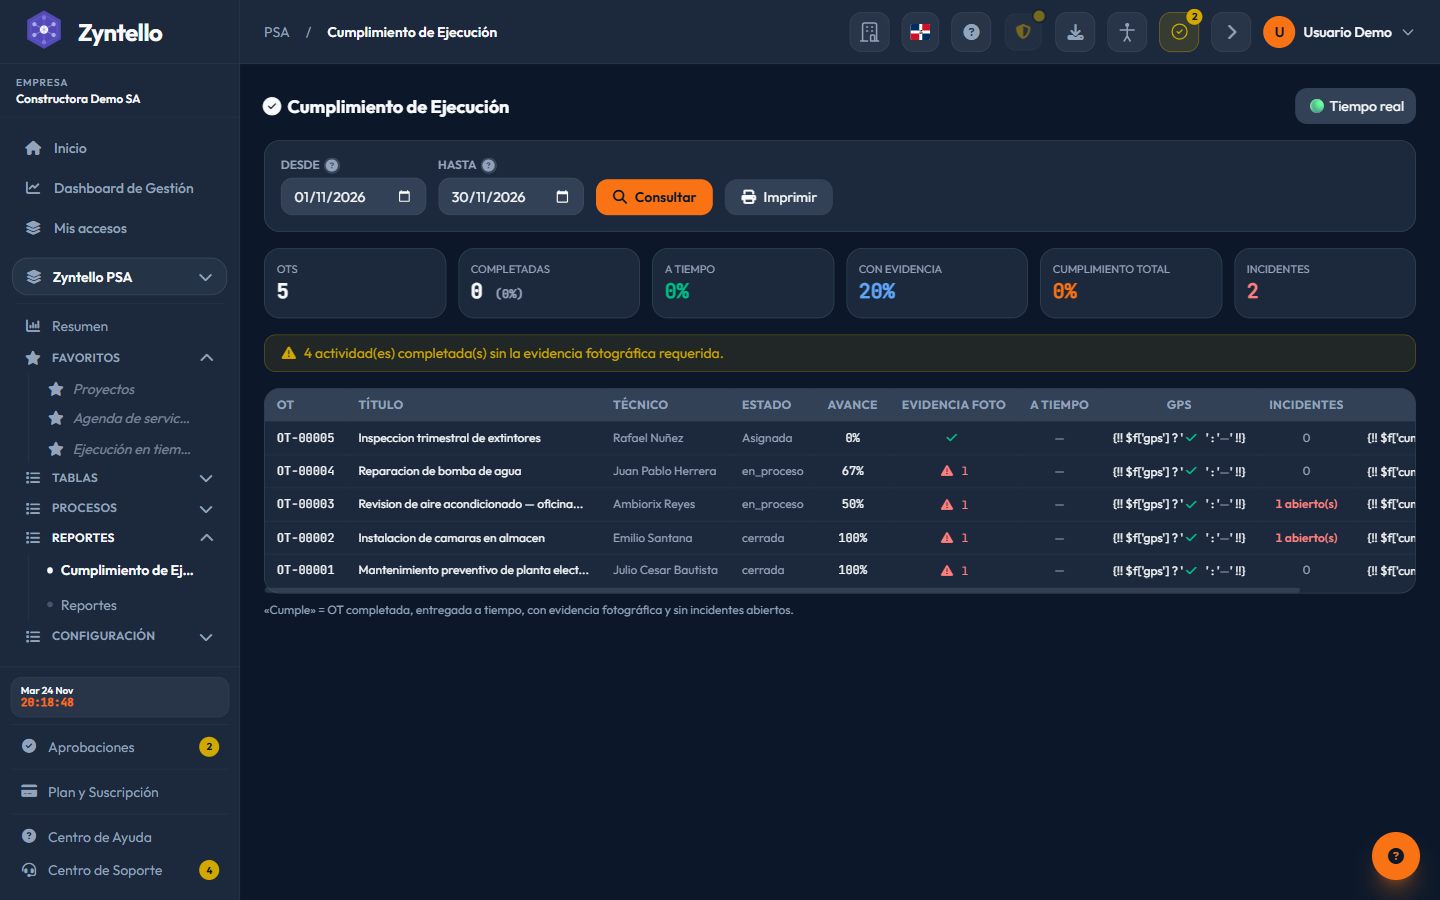 Zyntello
PSA / Cumplimiento de Ejecución
2
U Usuario Demo
EMPRESA
Constructora Demo SA
Inicio
Dashboard de Gestión
Mis accesos
Zyntello PSA
Resumen
FAVORITOS
Proyectos
Agenda de servic...
Ejecución en tiem...
TABLAS
PROCESOS
REPORTES
Cumplimiento de Ej...
Reportes
CONFIGURACIÓN
Mar 24 Nov
20:18:48
Aprobaciones 2
Plan y Suscripción
Centro de Ayuda
Centro de Soporte 4
Cumplimiento de Ejecución
Tiempo real
DESDE ? HASTA ?
01/11/2026 30/11/2026 Consultar Imprimir
OTS
5
COMPLETADAS
0 (0%)
A TIEMPO
0%
CON EVIDENCIA
20%
CUMPLIMIENTO TOTAL
0%
INCIDENTES
2
4 actividad(es) completada(s) sin la evidencia fotográfica requerida.
OT TÍTULO TÉCNICO ESTADO AVANCE EVIDENCIA FOTO A TIEMPO GPS INCIDENTES
OT-00005 Inspeccion trimestral de extintores Rafael Nuñez Asignada 0% ✓ — {!! $f['gps'] ? '✓ ':'—' !!} 0 {!! $f['cum
OT-00004 Reparacion de bomba de agua Juan Pablo Herrera en_proceso 67% 1 — {!! $f['gps'] ? '✓ ':'—' !!} 0 {!! $f['cum
OT-00003 Revision de aire acondicionado — oficina... Ambiorix Reyes en_proceso 50% 1 — {!! $f['gps'] ? '✓ ':'—' !!} 1 abierto(s) {!! $f['cum
OT-00002 Instalacion de camaras en almacen Emilio Santana cerrada 100% 1 — {!! $f['gps'] ? '✓ ':'—' !!} 1 abierto(s) {!! $f['cum
OT-00001 Mantenimiento preventivo de planta elect... Julio Cesar Bautista cerrada 100% 1 — {!! $f['gps'] ? '✓ ':'—' !!} 0 {!! $f['cum
«Cumple» = OT completada, entregada a tiempo, con evidencia fotográfica y sin incidentes abiertos.